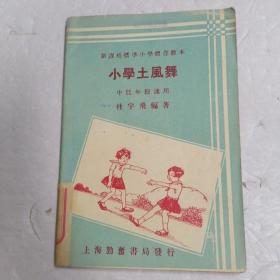 新課程標準小學體育教本
小學土風舞
中低年級適用
杜宇飛編著
上海勤奮書局發行